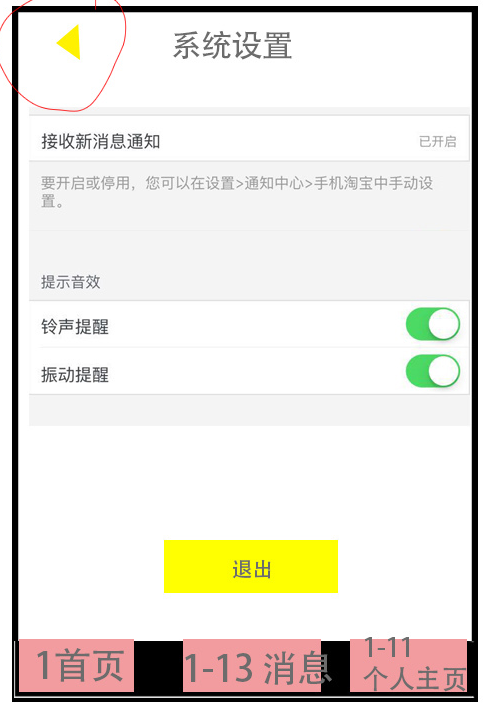 系统设置
接收新消息通知 已开启
要开启或停用，您可以在设置>通知中心>手机淘宝中手动设
置。
提示音效
铃声提醒
振动提醒
退出
1首页
1-13 消息
1-11
个人主页